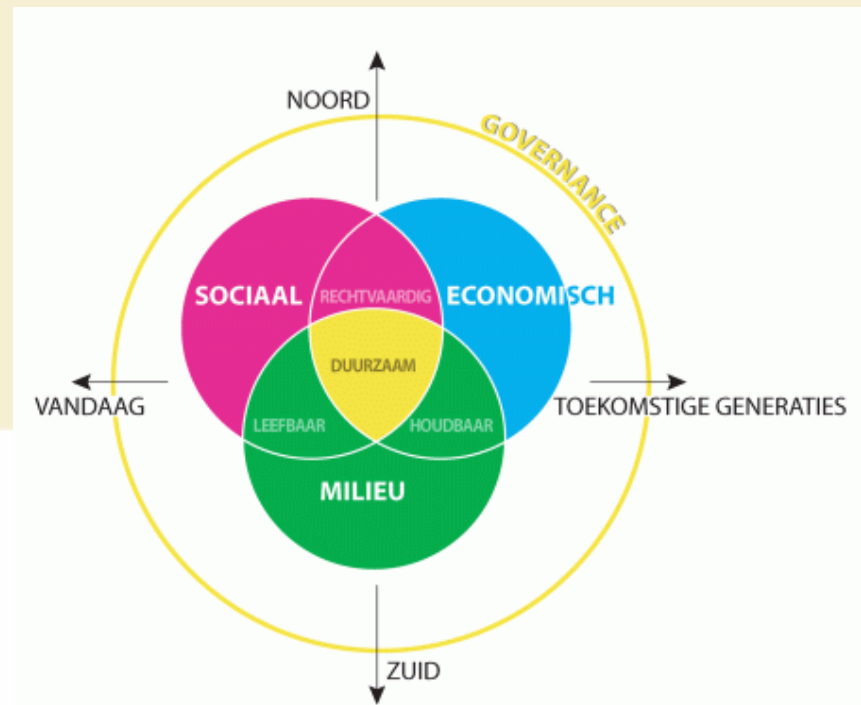 NOORD
GOVERNANCE
SOCIAAL
RECHTVAARDIG
ECONOMISCH
DUURZAAM
VANDAAG
TOEKOMSTIGE GENERATIES
LEEFBAAR
HOUDBAAR
MILIEU
ZUID